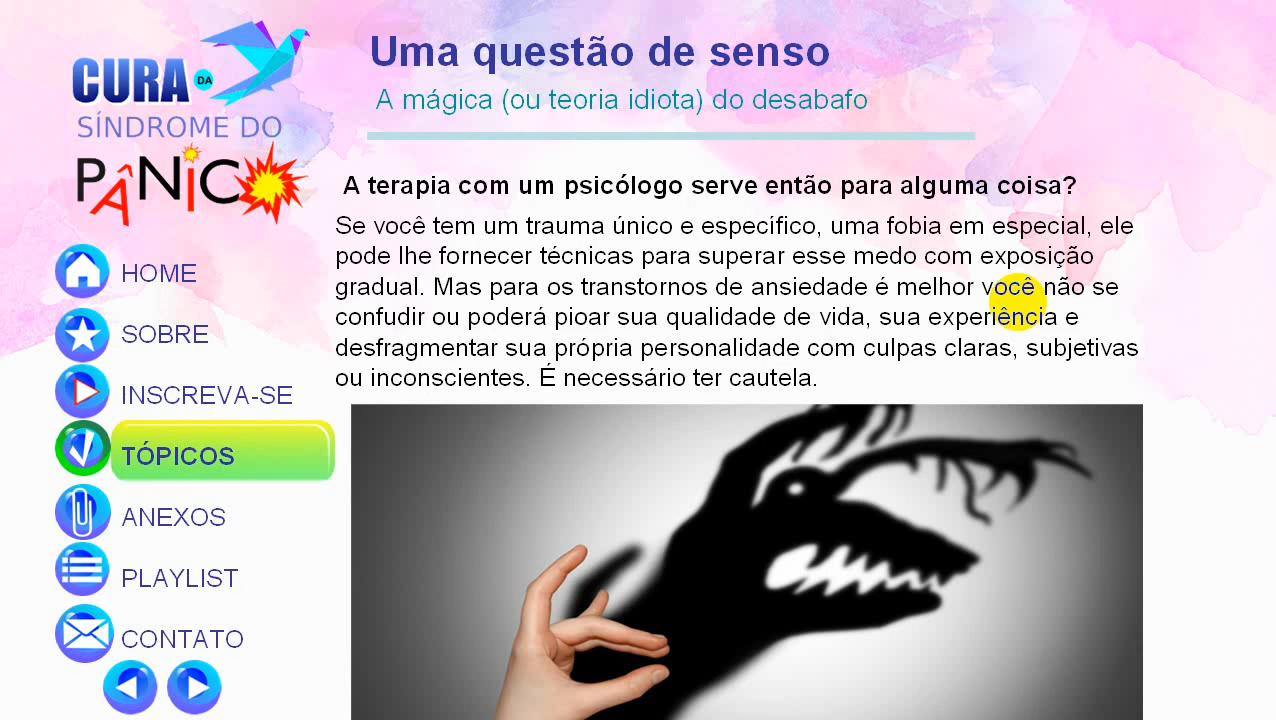 CURA DA
SÍNDROME DO
PÂNICO
Uma questão de senso
A mágica (ou teoria idiota) do desabafo
A terapia com um psicólogo serve então para alguma coisa?
Se você tem um trauma único e específico, uma fobia em especial, ele
pode lhe fornecer técnicas para superar esse medo com exposição
gradual. Mas para os transtornos de ansiedade é melhor você não se
confudir ou poderá pioar sua qualidade de vida, sua experiência e
desfragmentar sua própria personalidade com culpas claras, subjetivas
ou inconscientes. É necessário ter cautela.
HOME
SOBRE
INSCREVA-SE
TÓPICOS
ANEXOS
PLAYLIST
CONTATO